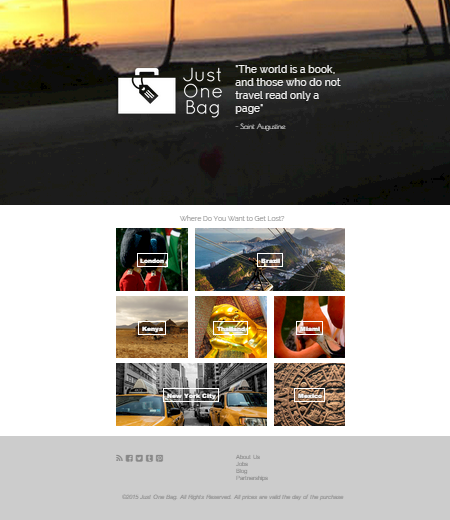 Just
One
Bag
"The world is a book,
and those who do not
travel read only a
page"
- Saint Augustine
Where Do You Want to Get Lost?
London
Brazil
Kenya
Thailand
Miami
New York City
Mexico
About Us
Jobs
Blog
Partnerships
©2015 Just One Bag. All Rights Reserved. All prices are valid the day of the purchase